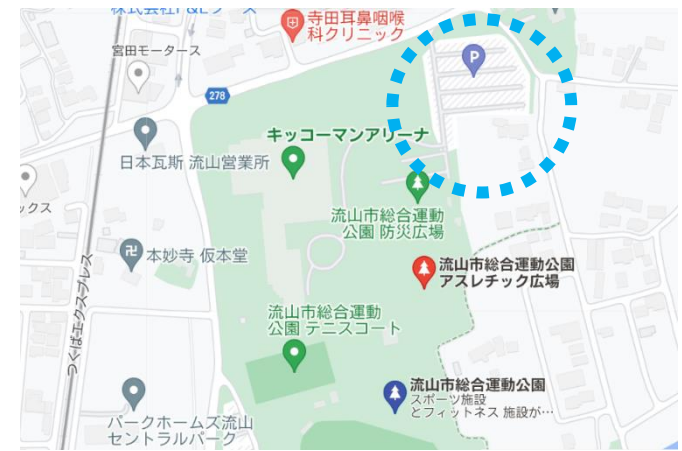 寺田耳鼻咽喉
科クリニック
宮田モータース
P
278
キッコーマンアリーナ
日本瓦斯 流山営業所
ックス
流山市総合運動
公園 防災広場
卍 本妙寺 仮本堂
流山市総合運動公園
アスレチック広場
つくばエクスプレス
流山市総合運動
公園 テニスコート
流山市総合運動公園
スポーツ施設
とフィットネス 施設が…
パークホームズ流山
セントラルパーク